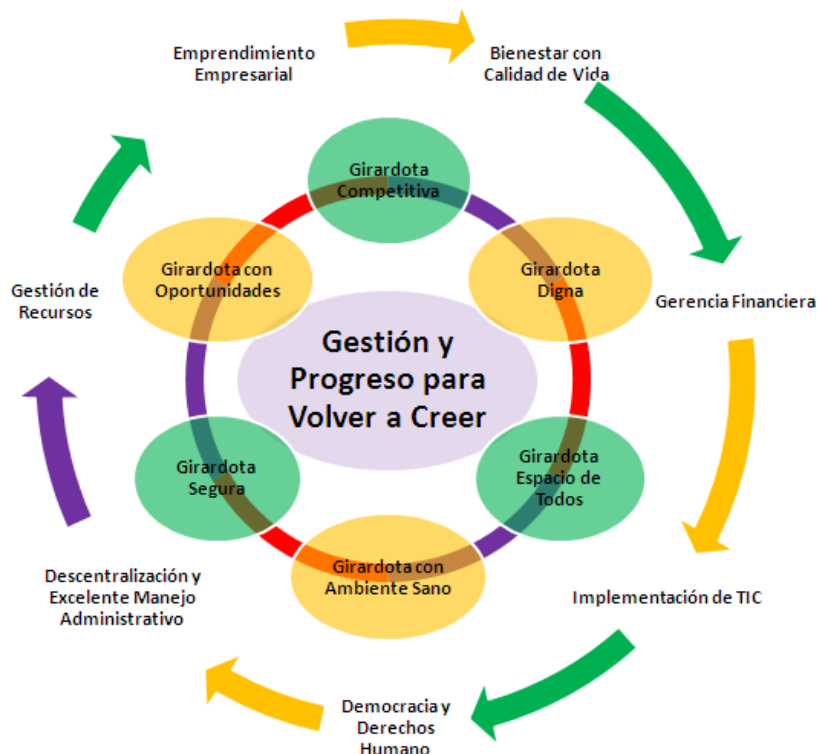 Emprendimiento
Empresarial
Bienestar con
Calidad de Vida
Girardota
Competitiva
Girardota con
Oportunidades
Girardota
Digna
Gestión de
Recursos
Gerencia Financiera
Gestión y
Progreso para
Volver a Creer
Girardota
Segura
Girardota
Espacio de
Todos
Girardota con
Ambiente Sano
Descentralización y
Excelente Manejo
Administrativo
Implementación de TIC
Democracia y
Derechos
Humano